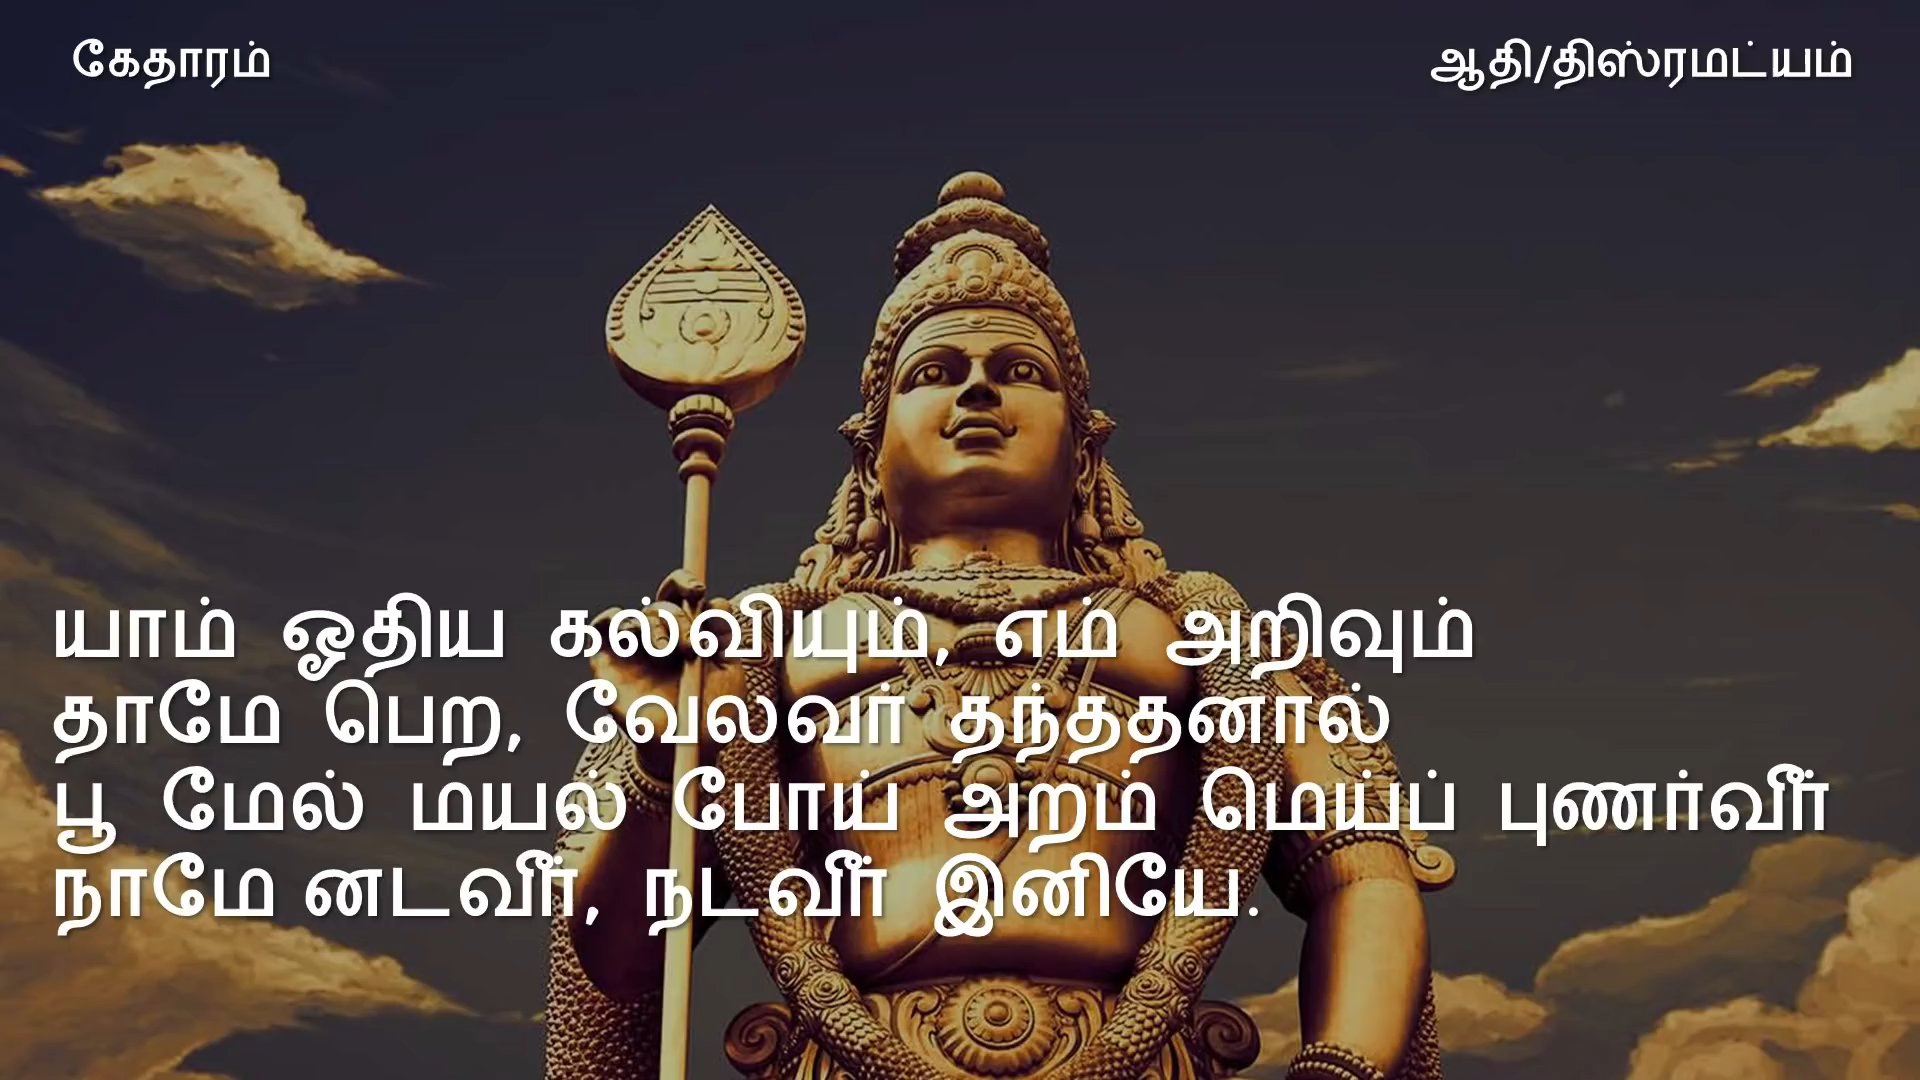 கேதாரம்
ஆதி/திஸ்ரமட்யம்
யாம் ஓதிய கல்வியும், எம் அறிவும்
தாமே பெற, வேலவர் தந்ததனால்
பூ மேல் மயல் போய் அறம் மெய்ப் புணர்வீர்
நாமே னடவீர், நடவீர் இனியே.